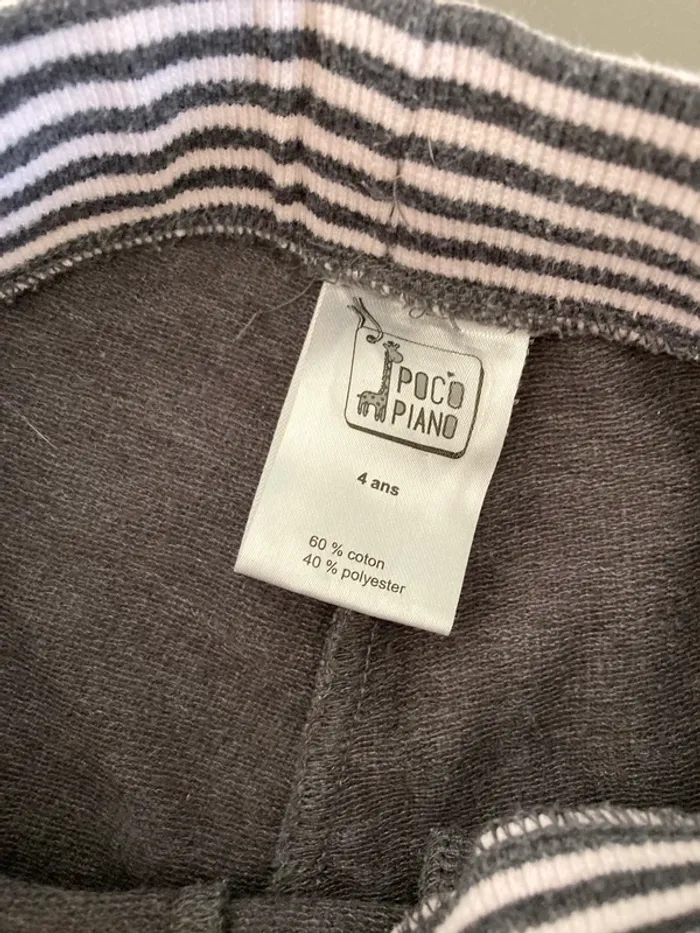 POCO
PIANO
4 ans
60 % coton
40 % polyester